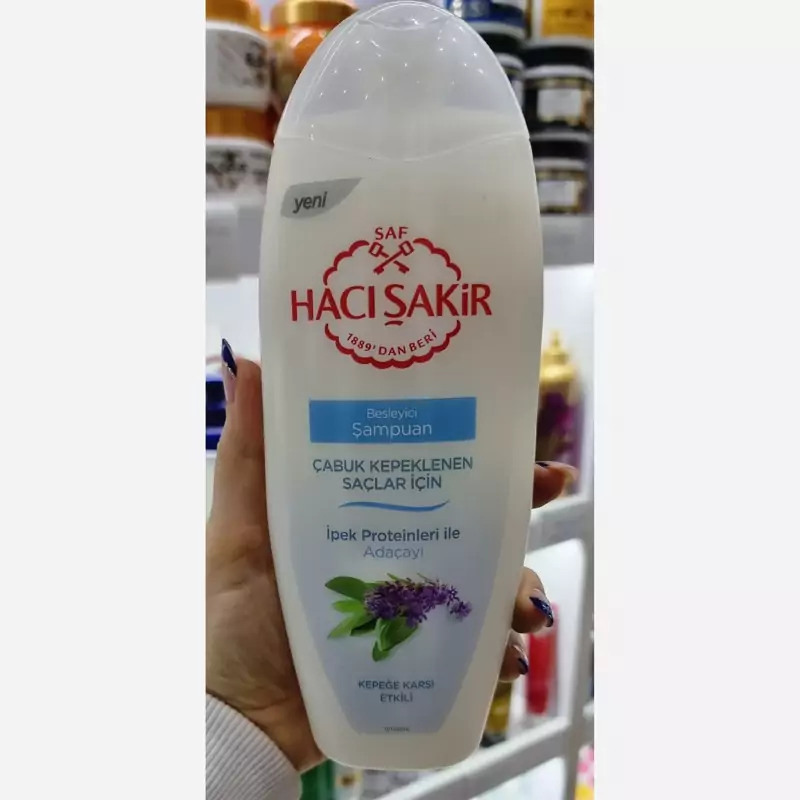 yeni
SAF
HACI ŞAKİR
1889'DAN BERİ
Besleyici
Şampuan
ÇABUK KEPEKLENEN
SAÇLAR İÇİN
İpek Proteinleri ile
Adaçayı
KEPEĞE KARŞI
ETKİLİ